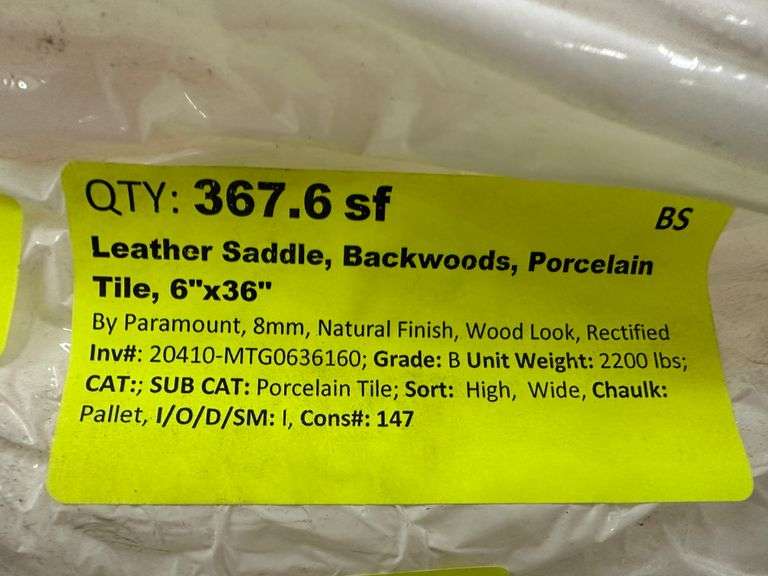 QTY: 367.6 sf
BS
Leather Saddle, Backwoods, Porcelain
Tile, 6"x36"
By Paramount, 8mm, Natural Finish, Wood Look, Rectified
Inv#: 20410-MTG0636160; Grade: B Unit Weight: 2200 lbs;
CAT:; SUB CAT: Porcelain Tile; Sort: High, Wide, Chaulk:
Pallet, I/O/D/SM: I, Cons#: 147